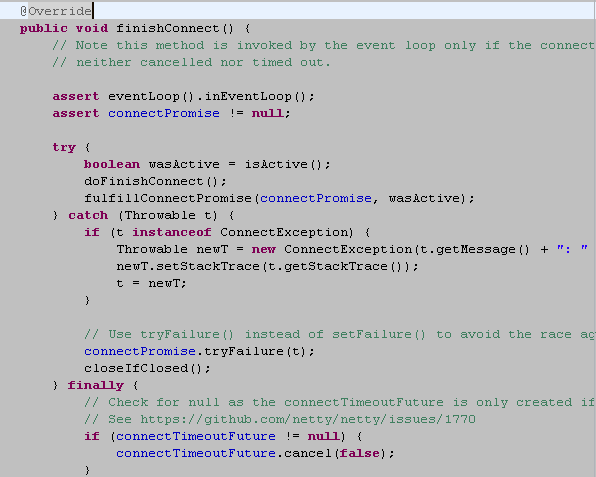 @Override
public void finishConnect() {
// Note this method is invoked by the event loop only if the connect
// neither cancelled nor timed out.
assert eventLoop().inEventLoop();
assert connectPromise != null;
try {
boolean wasActive = isActive();
doFinishConnect();
fulfillConnectPromise(connectPromise, wasActive);
} catch (Throwable t) {
if (t instanceof ConnectException) {
Throwable newT = new ConnectException(t.getMessage() + ": "
newT.setStackTrace(t.getStackTrace());
t = newT;
}
// Use tryFailure() instead of setFailure() to avoid the race ag
connectPromise.tryFailure(t);
closeIfClosed();
} finally {
// Check for null as the connectTimeoutFuture is only created if
// See https://github.com/netty/netty/issues/1770
if (connectTimeoutFuture != null) {
connectTimeoutFuture.cancel(false);
}